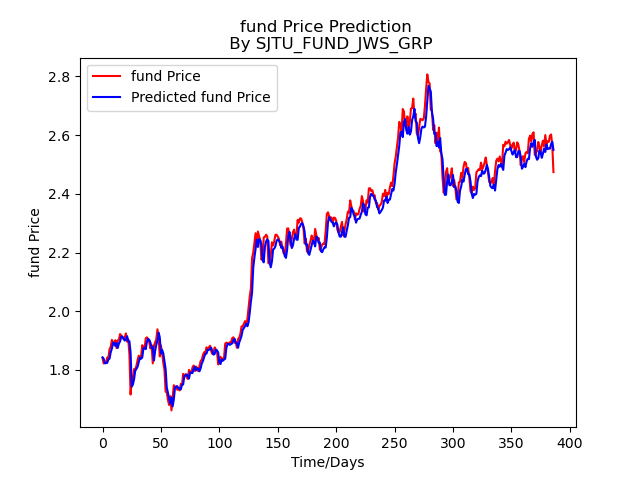 fund Price Prediction
By SJTU_FUND_JWS_GRP
fund Price
Predicted fund Price
2.8
2.6
2.4
2.2
2.0
1.8
fund Price
0 50 100 150 200 250 300 350 400
Time/Days